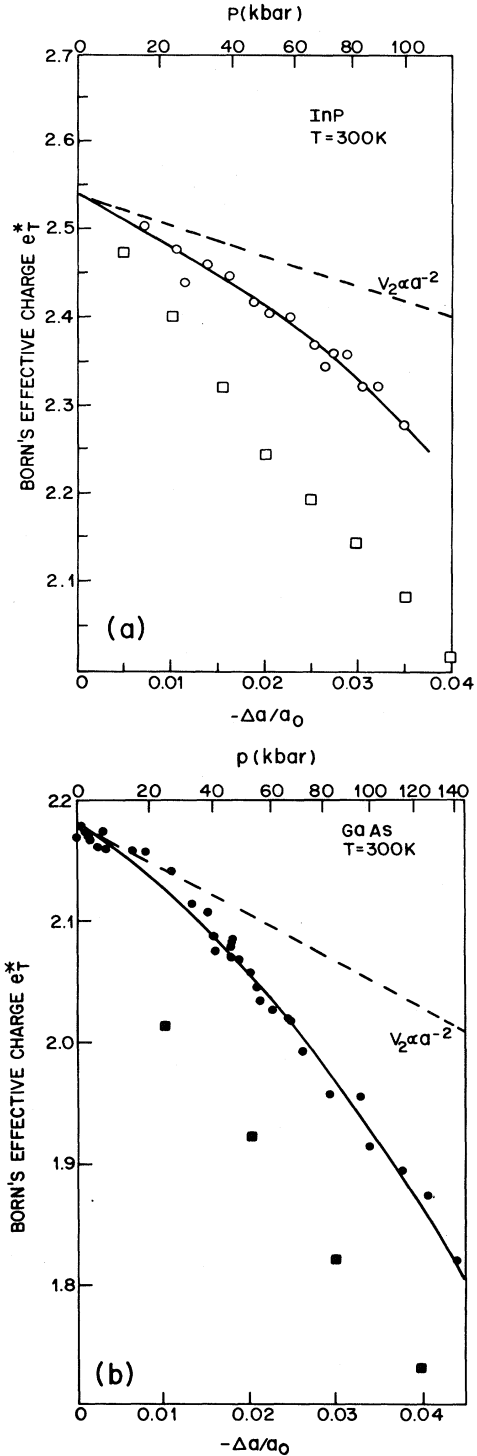 P(kbar)
0 20 40 60 80 100
2.7
InP
T=300K
2.6
2.5
V₂∝a⁻²
2.4
2.3
2.2
2.1
BORN'S EFFECTIVE CHARGE e*T
(a)
0 0.01 0.02 0.03 0.04
-Δa/a₀
p(kbar)
0 20 40 60 80 100 120 140
2.2
GaAs
T=300K
2.1
2.0
V₂∝a⁻²
1.9
1.8
BORN'S EFFECTIVE CHARGE e*T
(b)
0 0.01 0.02 0.03 0.04
-Δa/a₀